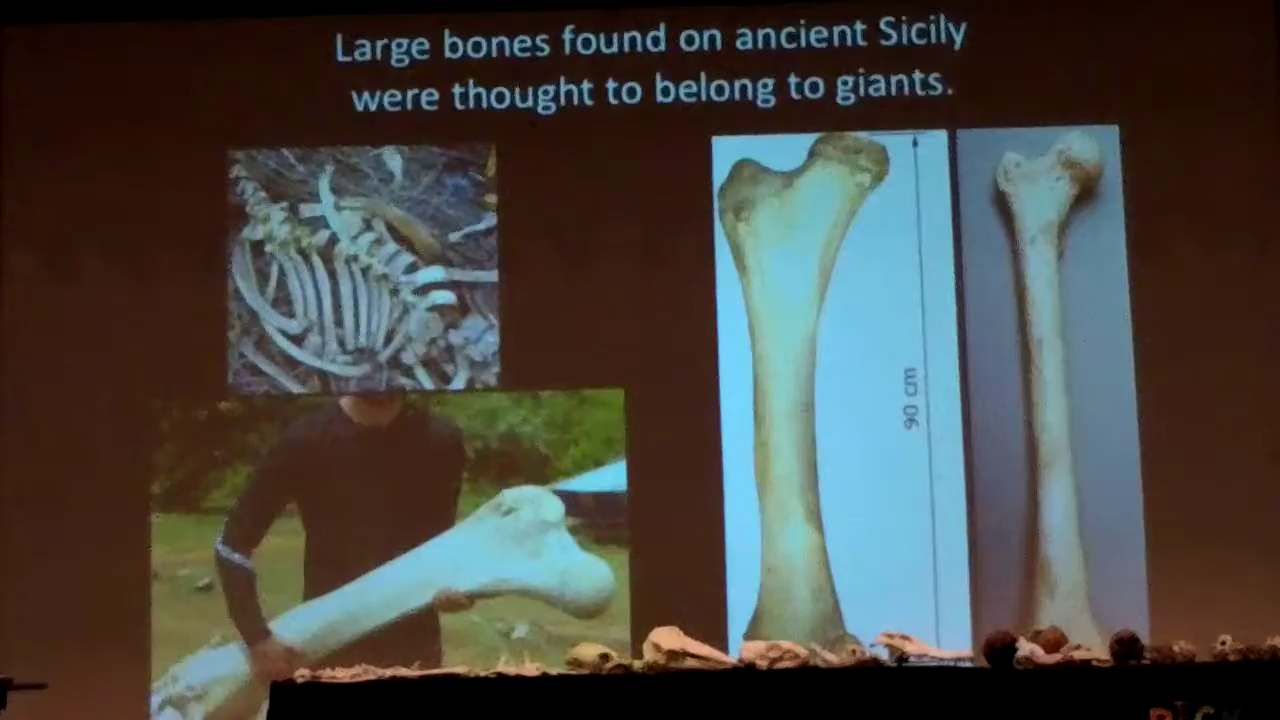 Large bones found on ancient Sicily
were thought to belong to giants.
90 cm